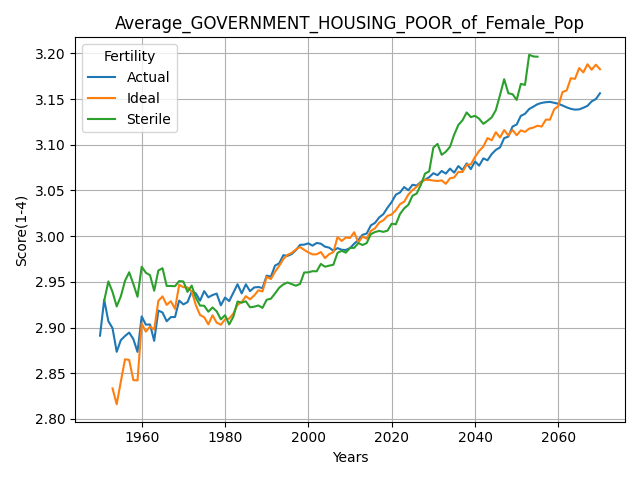 Average_GOVERNMENT_HOUSING_POOR_of_Female_Pop
Fertility
Actual
Ideal
Sterile
Score(1-4)
3.20
3.15
3.10
3.05
3.00
2.95
2.90
2.85
2.80
1960 1980 2000 2020 2040 2060
Years